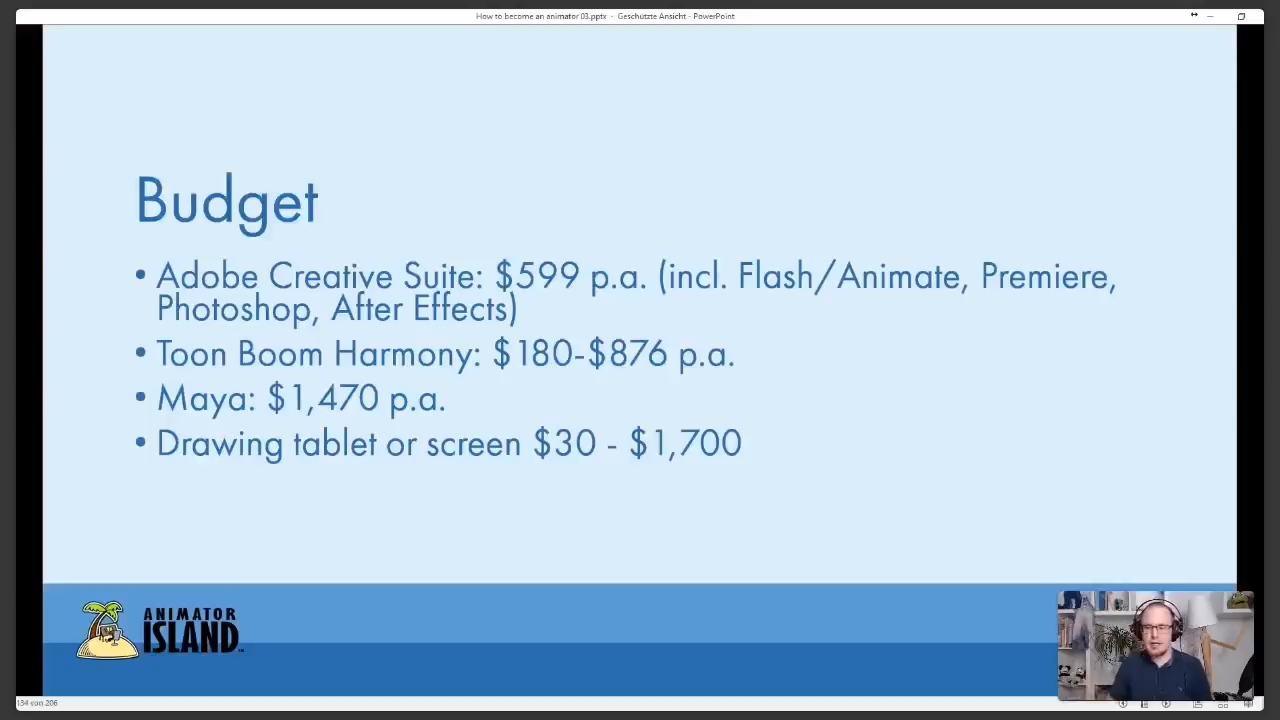 How to become an animator 03.pptx - Geschützte Ansicht - PowerPoint
Budget
• Adobe Creative Suite: $599 p.a. (incl. Flash/Animate, Premiere,
Photoshop, After Effects)
• Toon Boom Harmony: $180-$876 p.a.
• Maya: $1,470 p.a.
• Drawing tablet or screen $30 - $1,700
ANIMATOR
ISLAND
134 von 206